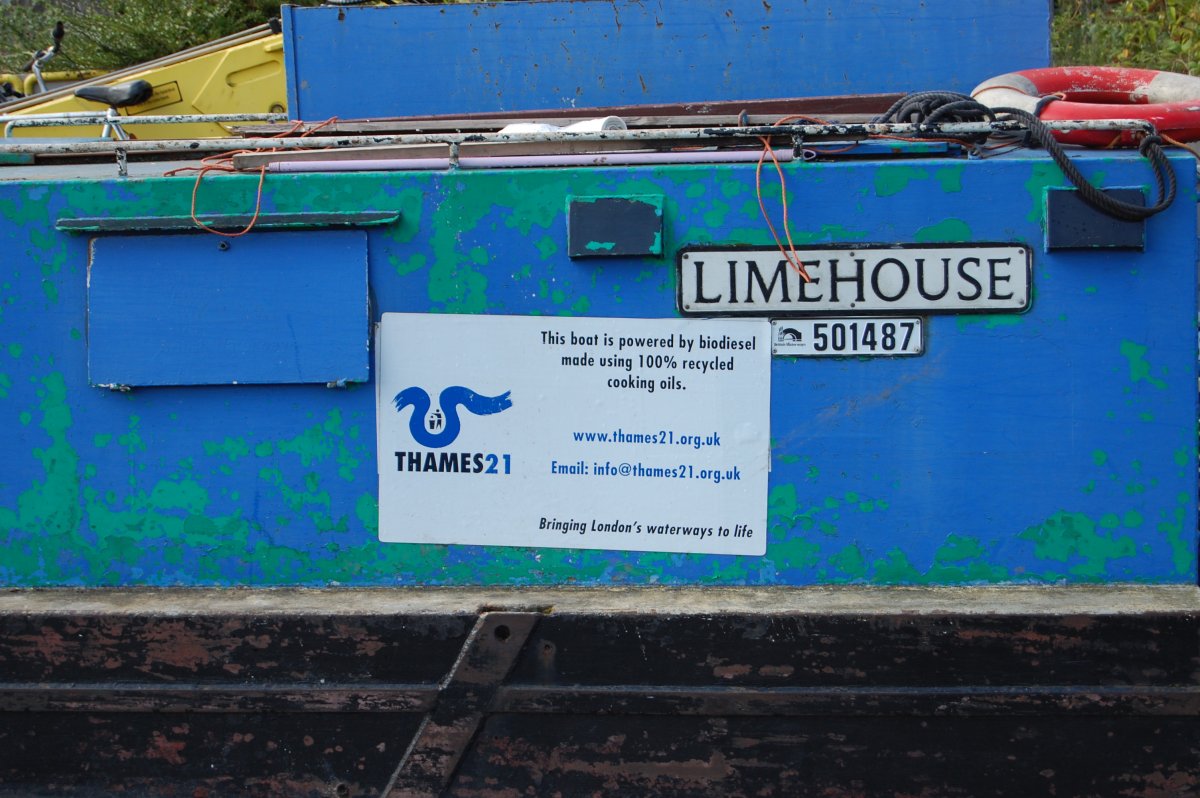 LIMEHOUSE
501487
This boat is powered by biodiesel
made using 100% recycled
cooking oils.
THAMES21
www.thames21.org.uk
Email: info@thames21.org.uk
Bringing London's waterways to life